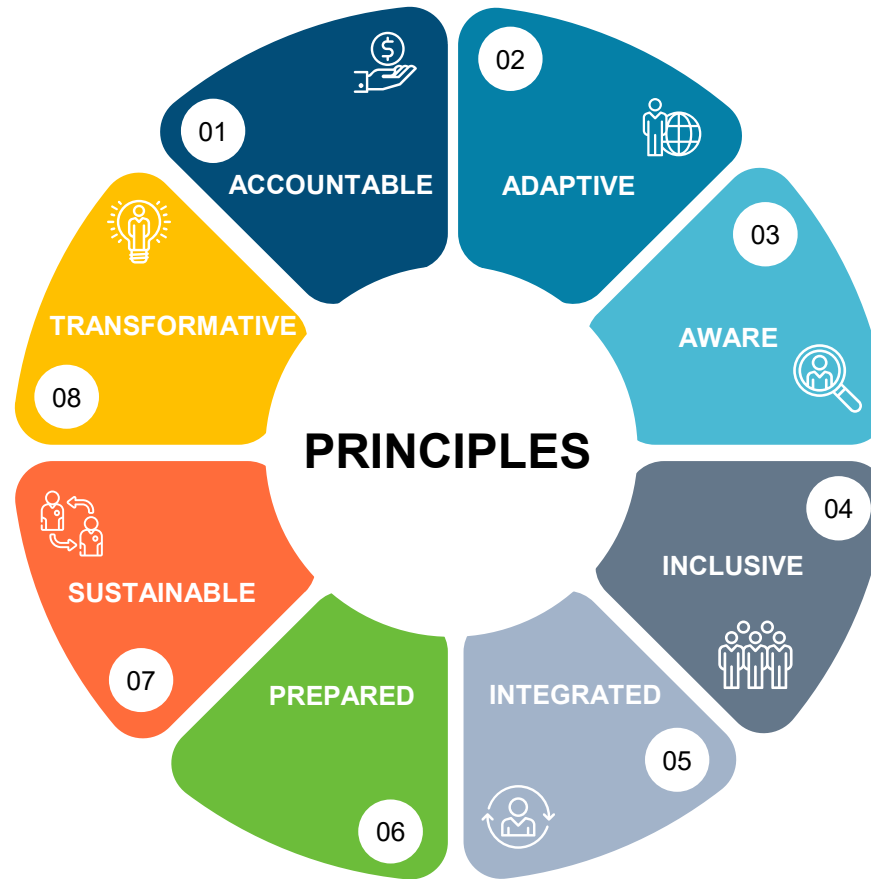 01
ACCOUNTABLE
02
ADAPTIVE
03
AWARE
04
INCLUSIVE
05
INTEGRATED
06
PREPARED
07
SUSTAINABLE
08
TRANSFORMATIVE
PRINCIPLES
$